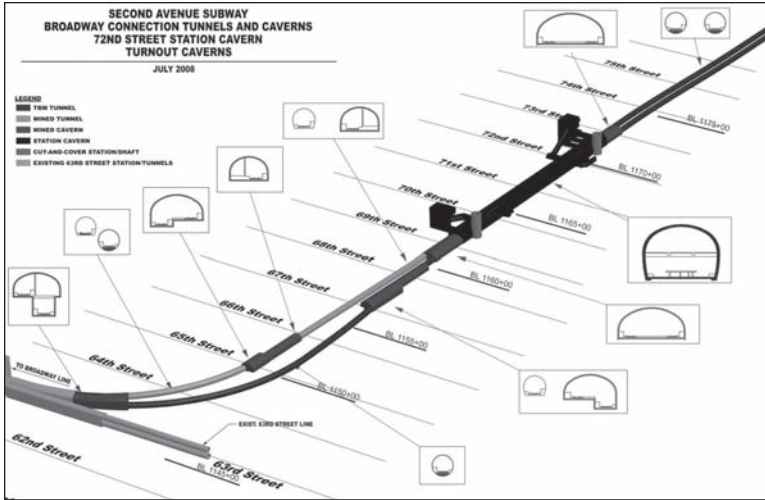 SECOND AVENUE SUBWAY
BROADWAY CONNECTION TUNNELS AND CAVERNS
72ND STREET STATION CAVERN
TURNOUT CAVERNS
JULY 2008
LEGEND
TBM TUNNEL
MINED TUNNEL
MINED CAVERN
STATION CAVERN
CUT-AND-COVER STATION/SHAFT
EXISTING 63RD STREET STATION/TUNNELS
75th Street
74th Street
73rd Street
72nd Street
71st Street
70th Street
69th Street
68th Street
67th Street
66th Street
65th Street
64th Street
63rd Street
62nd Street
BL 1175+00
BL 1170+00
BL 1165+00
BL 1160+00
BL 1155+00
BL 1150+00
BL 1145+00
TO BROADWAY LINE
EXIST. 63RD STREET LINE